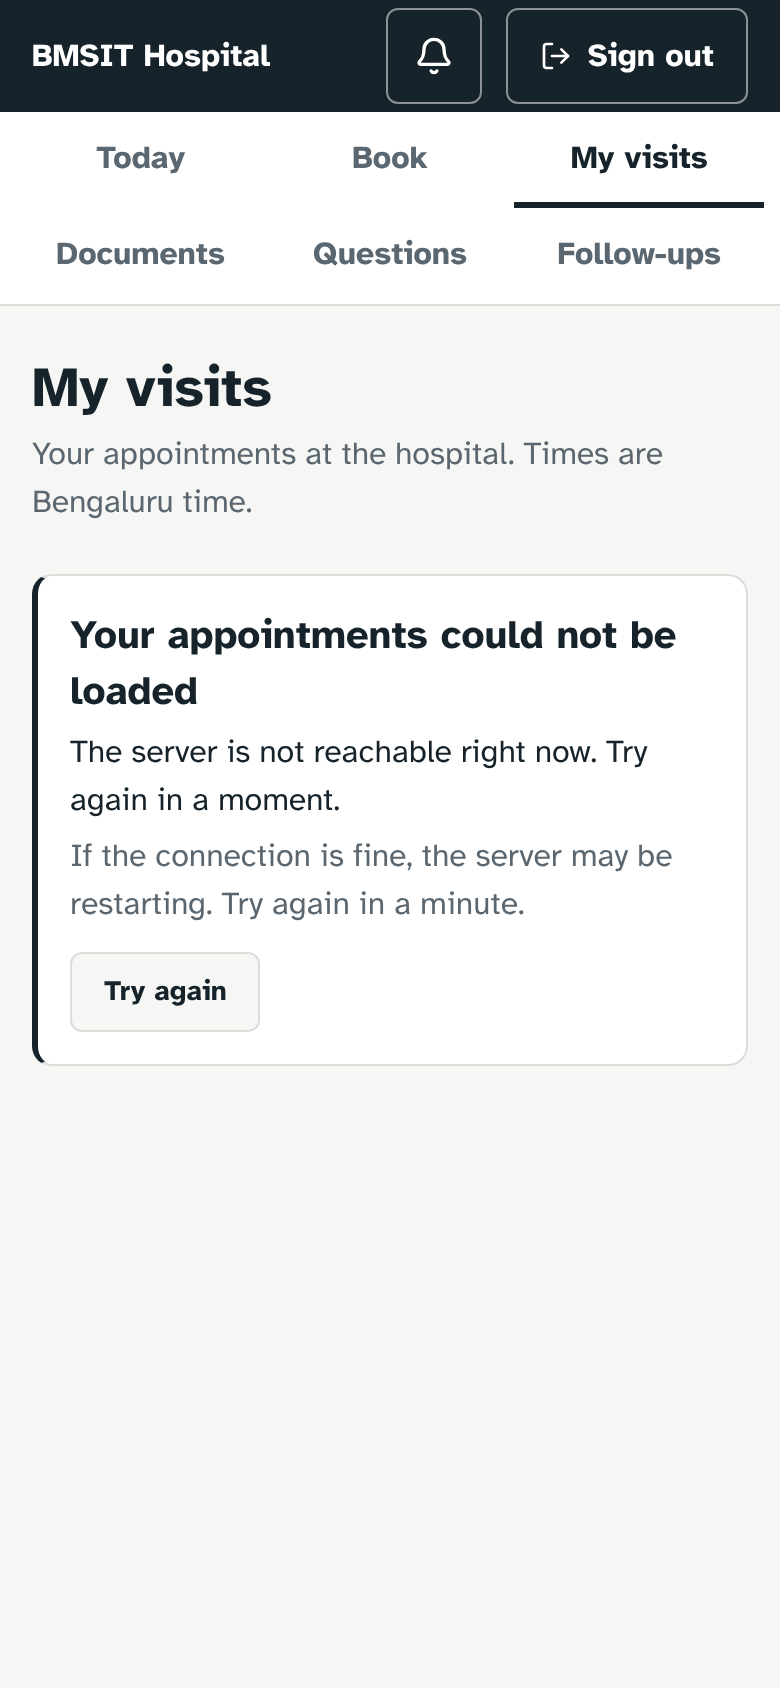 BMSIT Hospital
Sign out
Today
Book
My visits
Documents
Questions
Follow-ups
My visits
Your appointments at the hospital. Times are
Bengaluru time.
Your appointments could not be
loaded
The server is not reachable right now. Try
again in a moment.
If the connection is fine, the server may be
restarting. Try again in a minute.
Try again